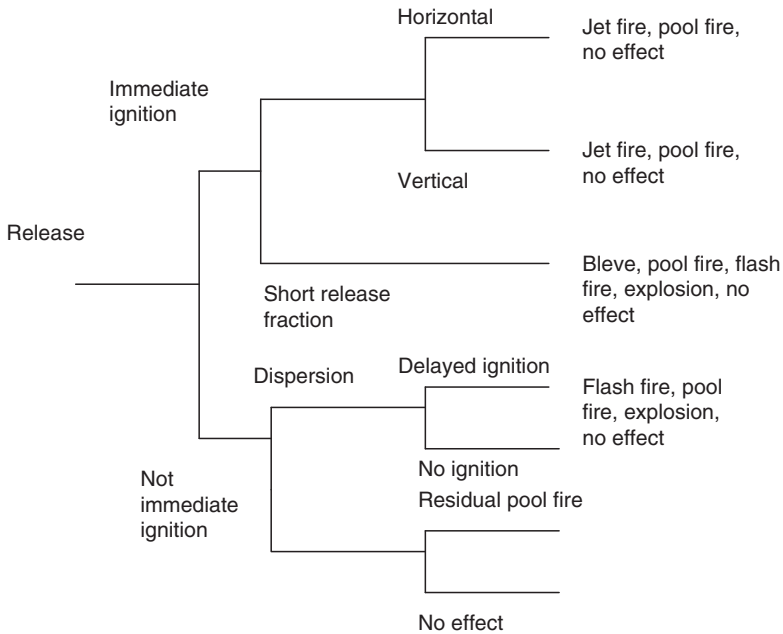 Horizontal
Jet fire, pool fire,
no effect
Immediate
ignition
Jet fire, pool fire,
no effect
Vertical
Release
Bleve, pool fire, flash
fire, explosion, no
effect
Short release
fraction
Dispersion
Delayed ignition
Flash fire, pool
fire, explosion,
no effect
Not
immediate
ignition
No ignition
Residual pool fire
No effect